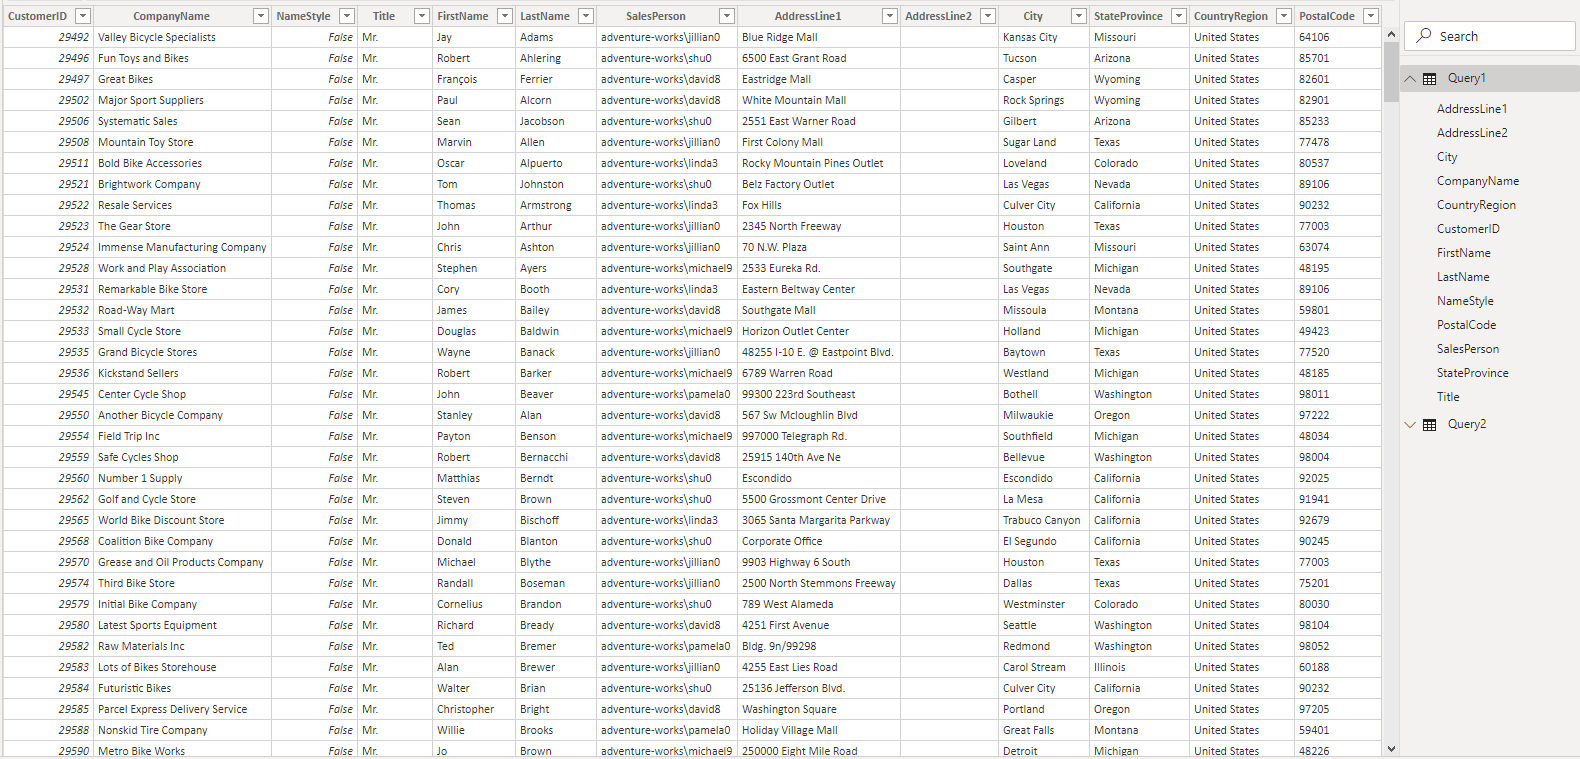 CustomerID CompanyName NameStyle Title FirstName LastName SalesPerson AddressLine1 AddressLine2 City StateProvince CountryRegion PostalCode
29492 Valley Bicycle Specialists False Mr. Jay Adams adventure-works\jillian0 Blue Ridge Mall Kansas City Missouri United States 64106
29496 Fun Toys and Bikes False Mr. Robert Ahlering adventure-works\shu0 6500 East Grant Road Tucson Arizona United States 85701
29497 Great Bikes False Mr. François Ferrier adventure-works\david8 Eastridge Mall Casper Wyoming United States 82601
29502 Major Sport Suppliers False Mr. Paul Alcorn adventure-works\david8 White Mountain Mall Rock Springs Wyoming United States 82901
29506 Systematic Sales False Mr. Sean Jacobson adventure-works\shu0 2551 East Warner Road Gilbert Arizona United States 85233
29508 Mountain Toy Store False Mr. Marvin Allen adventure-works\jillian0 First Colony Mall Sugar Land Texas United States 77478
29511 Bold Bike Accessories False Mr. Oscar Alpuerto adventure-works\linda3 Rocky Mountain Pines Outlet Loveland Colorado United States 80537
29521 Brightwork Company False Mr. Tom Johnston adventure-works\shu0 Belz Factory Outlet Las Vegas Nevada United States 89106
29522 Resale Services False Mr. Thomas Armstrong adventure-works\linda3 Fox Hills Culver City California United States 90232
29523 The Gear Store False Mr. John Arthur adventure-works\jillian0 2345 North Freeway Houston Texas United States 77003
29524 Immense Manufacturing Company False Mr. Chris Ashton adventure-works\jillian0 70 N.W. Plaza Saint Ann Missouri United States 63074
29528 Work and Play Association False Mr. Stephen Ayers adventure-works\michael9 2533 Eureka Rd. Southgate Michigan United States 48195
29531 Remarkable Bike Store False Mr. Cory Booth adventure-works\linda3 Eastern Beltway Center Las Vegas Nevada United States 89106
29532 Road-Way Mart False Mr. James Bailey adventure-works\david8 Southgate Mall Missoula Montana United States 59801
29533 Small Cycle Store False Mr. Douglas Baldwin adventure-works\michael9 Horizon Outlet Center Holland Michigan United States 49423
29535 Grand Bicycle Stores False Mr. Wayne Banack adventure-works\jillian0 48255 I-10 E. @ Eastpoint Blvd. Baytown Texas United States 77520
29536 Kickstand Sellers False Mr. Robert Barker adventure-works\michael9 6789 Warren Road Westland Michigan United States 48185
29545 Center Cycle Shop False Mr. John Beaver adventure-works\pamela0 99300 223rd Southeast Bothell Washington United States 98011
29550 Another Bicycle Company False Mr. Stanley Alan adventure-works\david8 567 Sw Mcloughlin Blvd Milwaukie Oregon United States 97222
29554 Field Trip Inc False Mr. Payton Benson adventure-works\michael9 997000 Telegraph Rd. Southfield Michigan United States 48034
29559 Safe Cycles Shop False Mr. Robert Bernacchi adventure-works\david8 25915 140th Ave Ne Bellevue Washington United States 98004
29560 Number 1 Supply False Mr. Matthias Berndt adventure-works\shu0 Escondido Escondido California United States 92025
29562 Golf and Cycle Store False Mr. Steven Brown adventure-works\shu0 5500 Grossmont Center Drive La Mesa California United States 91941
29565 World Bike Discount Store False Mr. Jimmy Bischoff adventure-works\linda3 3065 Santa Margarita Parkway Trabuco Canyon California United States 92679
29568 Coalition Bike Company False Mr. Donald Blanton adventure-works\shu0 Corporate Office El Segundo California United States 90245
29570 Grease and Oil Products Company False Mr. Michael Blythe adventure-works\jillian0 9903 Highway 6 South Houston Texas United States 77003
29574 Third Bike Store False Mr. Randall Boseman adventure-works\jillian0 2500 North Stemmons Freeway Dallas Texas United States 75201
29579 Initial Bike Company False Mr. Cornelius Brandon adventure-works\shu0 789 West Alameda Westminster Colorado United States 80030
29580 Latest Sports Equipment False Mr. Richard Bready adventure-works\david8 4251 First Avenue Seattle Washington United States 98104
29582 Raw Materials Inc False Mr. Ted Bremer adventure-works\pamela0 Bldg. 9n/99298 Redmond Washington United States 98052
29583 Lots of Bikes Storehouse False Mr. Alan Brewer adventure-works\jillian0 4255 East Lies Road Carol Stream Illinois United States 60188
29584 Futuristic Bikes False Mr. Walter Brian adventure-works\shu0 25136 Jefferson Blvd. Culver City California United States 90232
29585 Parcel Express Delivery Service False Mr. Christopher Bright adventure-works\david8 Washington Square Portland Oregon United States 97205
29588 Nonskid Tire Company False Mr. Willie Brooks adventure-works\pamela0 Holiday Village Mall Great Falls Montana United States 59401
29590 Metro Bike Works False Mr. Jo Brown adventure-works\michael9 250000 Eight Mile Road Detroit Michigan United States 48226
Search
Query1
AddressLine1
AddressLine2
City
CompanyName
CountryRegion
CustomerID
FirstName
LastName
NameStyle
PostalCode
SalesPerson
StateProvince
Title
Query2